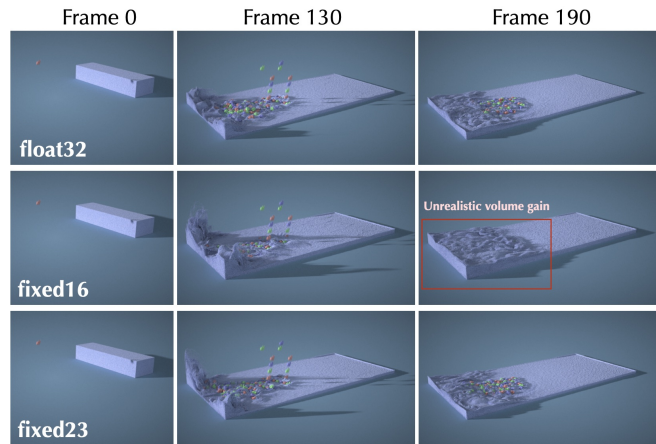 Frame 0
Frame 130
Frame 190
float32
Unrealistic volume gain
fixed16
fixed23